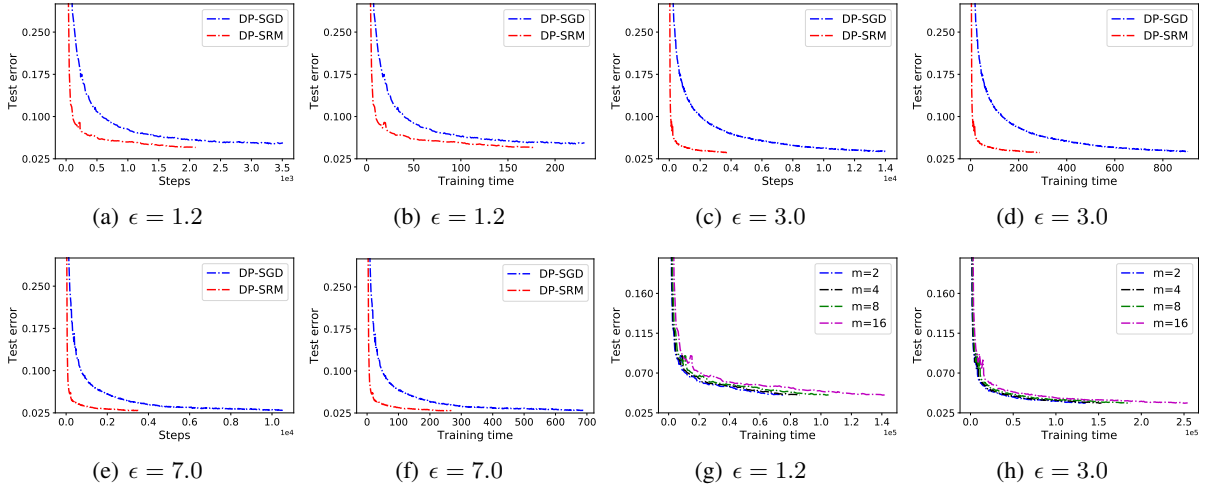 0.250
0.175
0.100
0.025
Test error
DP-SGD
DP-SRM
0.0 0.5 1.0 1.5 2.0 2.5 3.0 3.5
Steps
1e3
(a) ϵ = 1.2
0.250
0.175
0.100
0.025
Test error
DP-SGD
DP-SRM
0 50 100 150 200
Training time
(b) ϵ = 1.2
0.250
0.175
0.100
0.025
Test error
DP-SGD
DP-SRM
0.0 0.2 0.4 0.6 0.8 1.0 1.2 1.4
Steps
1e4
(c) ϵ = 3.0
0.250
0.175
0.100
0.025
Test error
DP-SGD
DP-SRM
0 200 400 600 800
Training time
(d) ϵ = 3.0
0.250
0.175
0.100
0.025
Test error
DP-SGD
DP-SRM
0.0 0.2 0.4 0.6 0.8 1.0
Steps
1e4
(e) ϵ = 7.0
0.250
0.175
0.100
0.025
Test error
DP-SGD
DP-SRM
0 100 200 300 400 500 600 700
Training time
(f) ϵ = 7.0
0.160
0.115
0.070
0.025
Test error
m=2
m=4
m=8
m=16
0.0 0.2 0.4 0.6 0.8 1.0 1.2 1.4
Training time
1e5
(g) ϵ = 1.2
0.160
0.115
0.070
0.025
Test error
m=2
m=4
m=8
m=16
0.0 0.5 1.0 1.5 2.0 2.5
Training time
1e5
(h) ϵ = 3.0